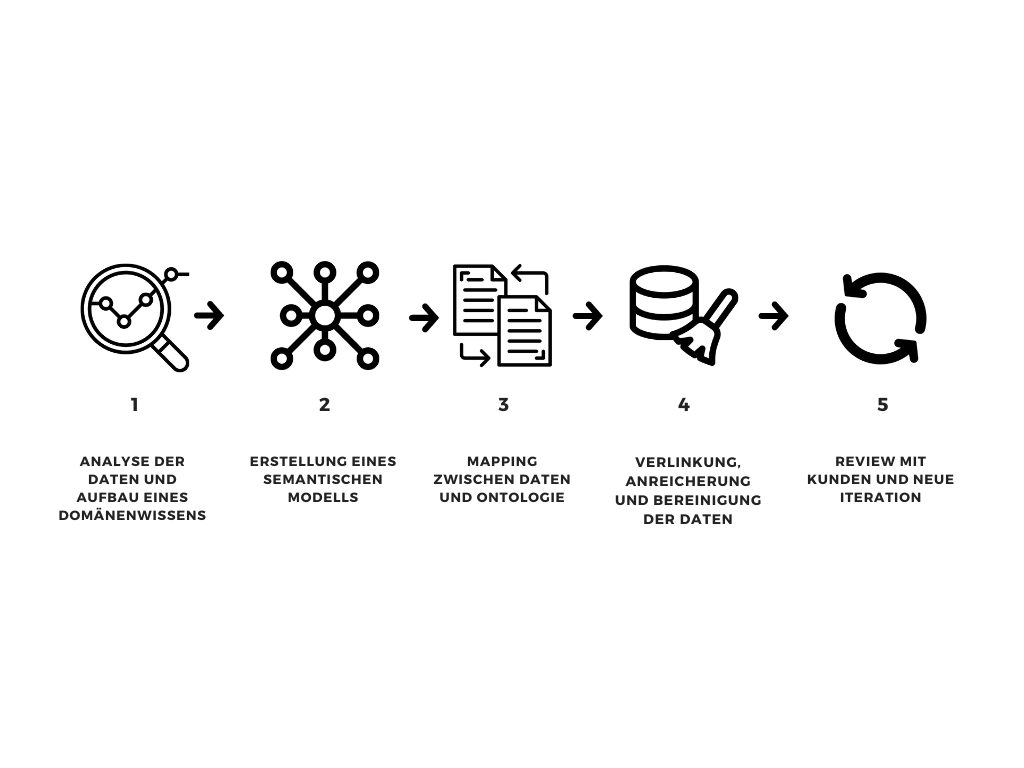 1
ANALYSE DER
DATEN UND
AUFBAU EINES
DOMÄNENWISSENS
2
ERSTELLUNG EINES
SEMANTISCHEN
MODELLS
3
MAPPING
ZWISCHEN DATEN
UND ONTOLOGIE
4
VERLINKUNG,
ANREICHERUNG
UND BEREINIGUNG
DER DATEN
5
REVIEW MIT
KUNDEN UND NEUE
ITERATION